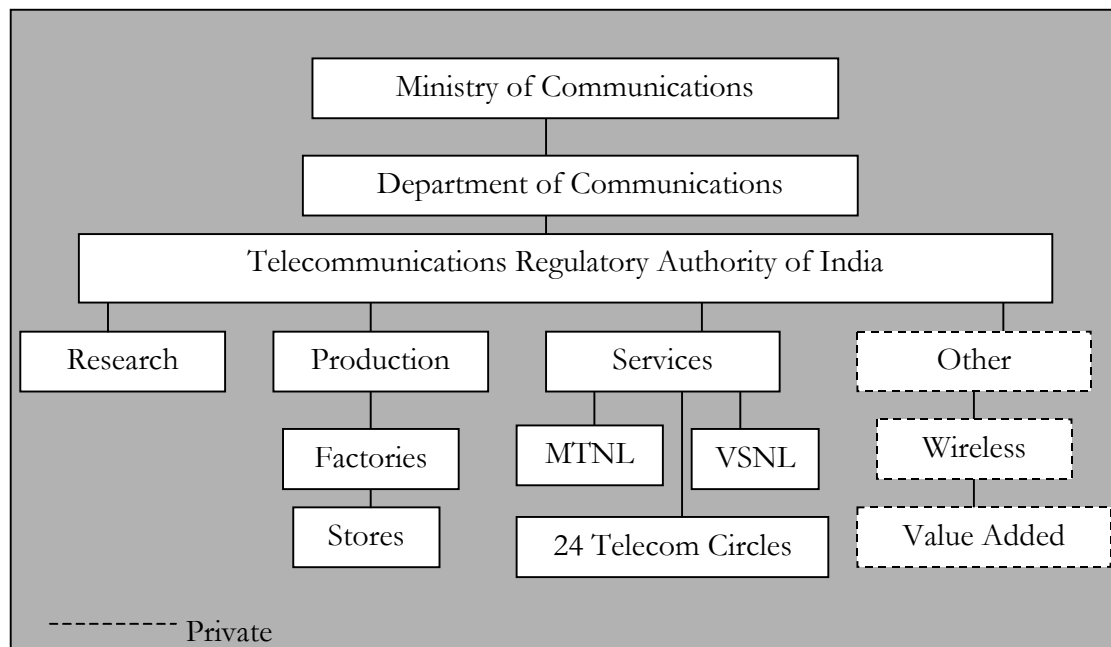 Ministry of Communications
Department of Communications
Telecommunications Regulatory Authority of India
Research
Production
Services
Other
Factories
MTNL
VSNL
Wireless
Stores
24 Telecom Circles
Value Added
Private